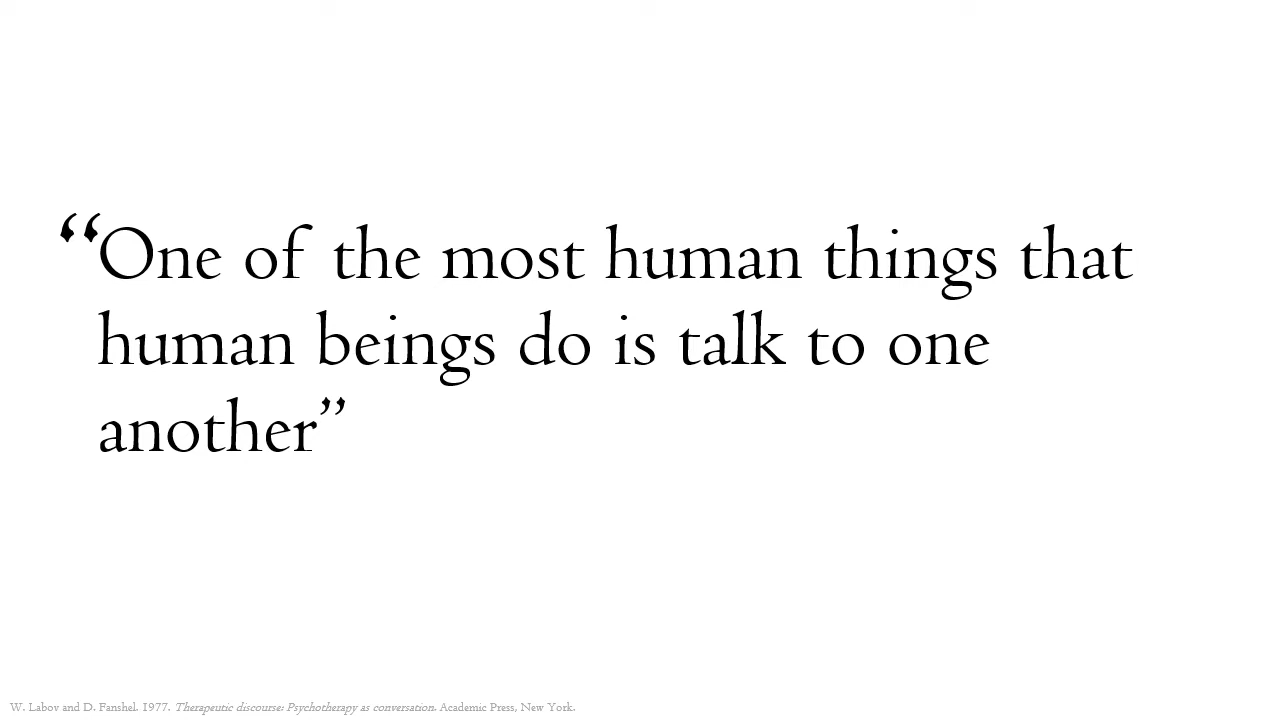 “One of the most human things that
human beings do is talk to one
another”
W. Labov and D. Fanshel. 1977. Therapeutic discourse: Psychotherapy as conversation. Academic Press, New York.